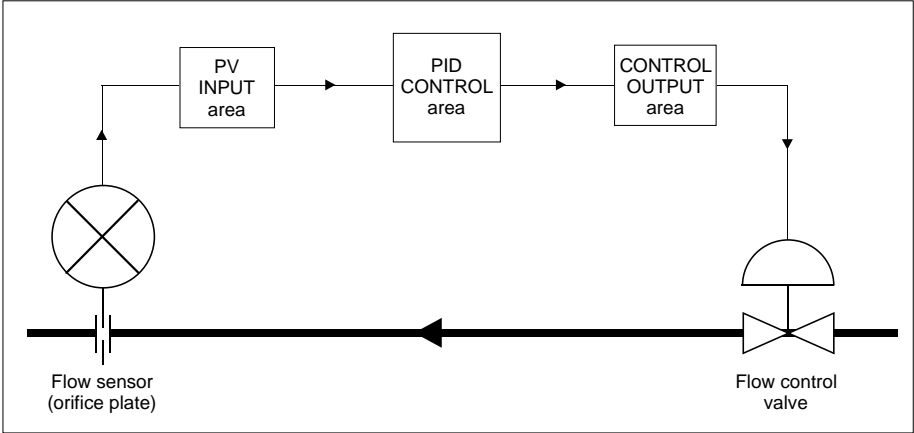 PV
INPUT
area
PID
CONTROL
area
CONTROL
OUTPUT
area
Flow sensor
(orifice plate)
Flow control
valve